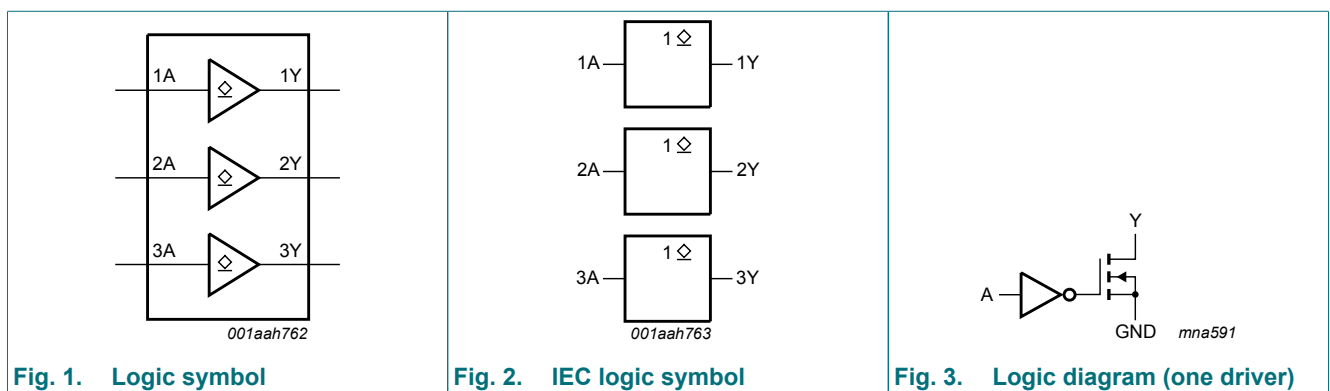 1A 1Y
2A 2Y
3A 3Y
001aah762
Fig. 1. Logic symbol
1
1A 1Y
1
2A 2Y
1
3A 3Y
001aah763
Fig. 2. IEC logic symbol
Y
A
GND mna591
Fig. 3. Logic diagram (one driver)